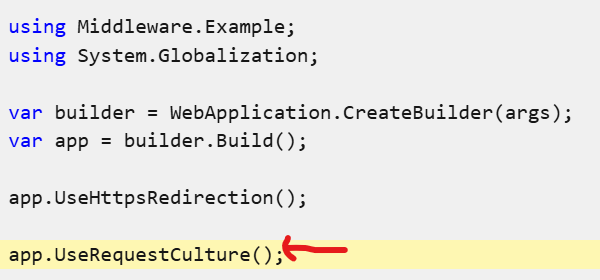 using Middleware.Example;
using System.Globalization;
var builder = WebApplication.CreateBuilder(args);
var app = builder.Build();
app.UseHttpsRedirection();
app.UseRequestCulture();